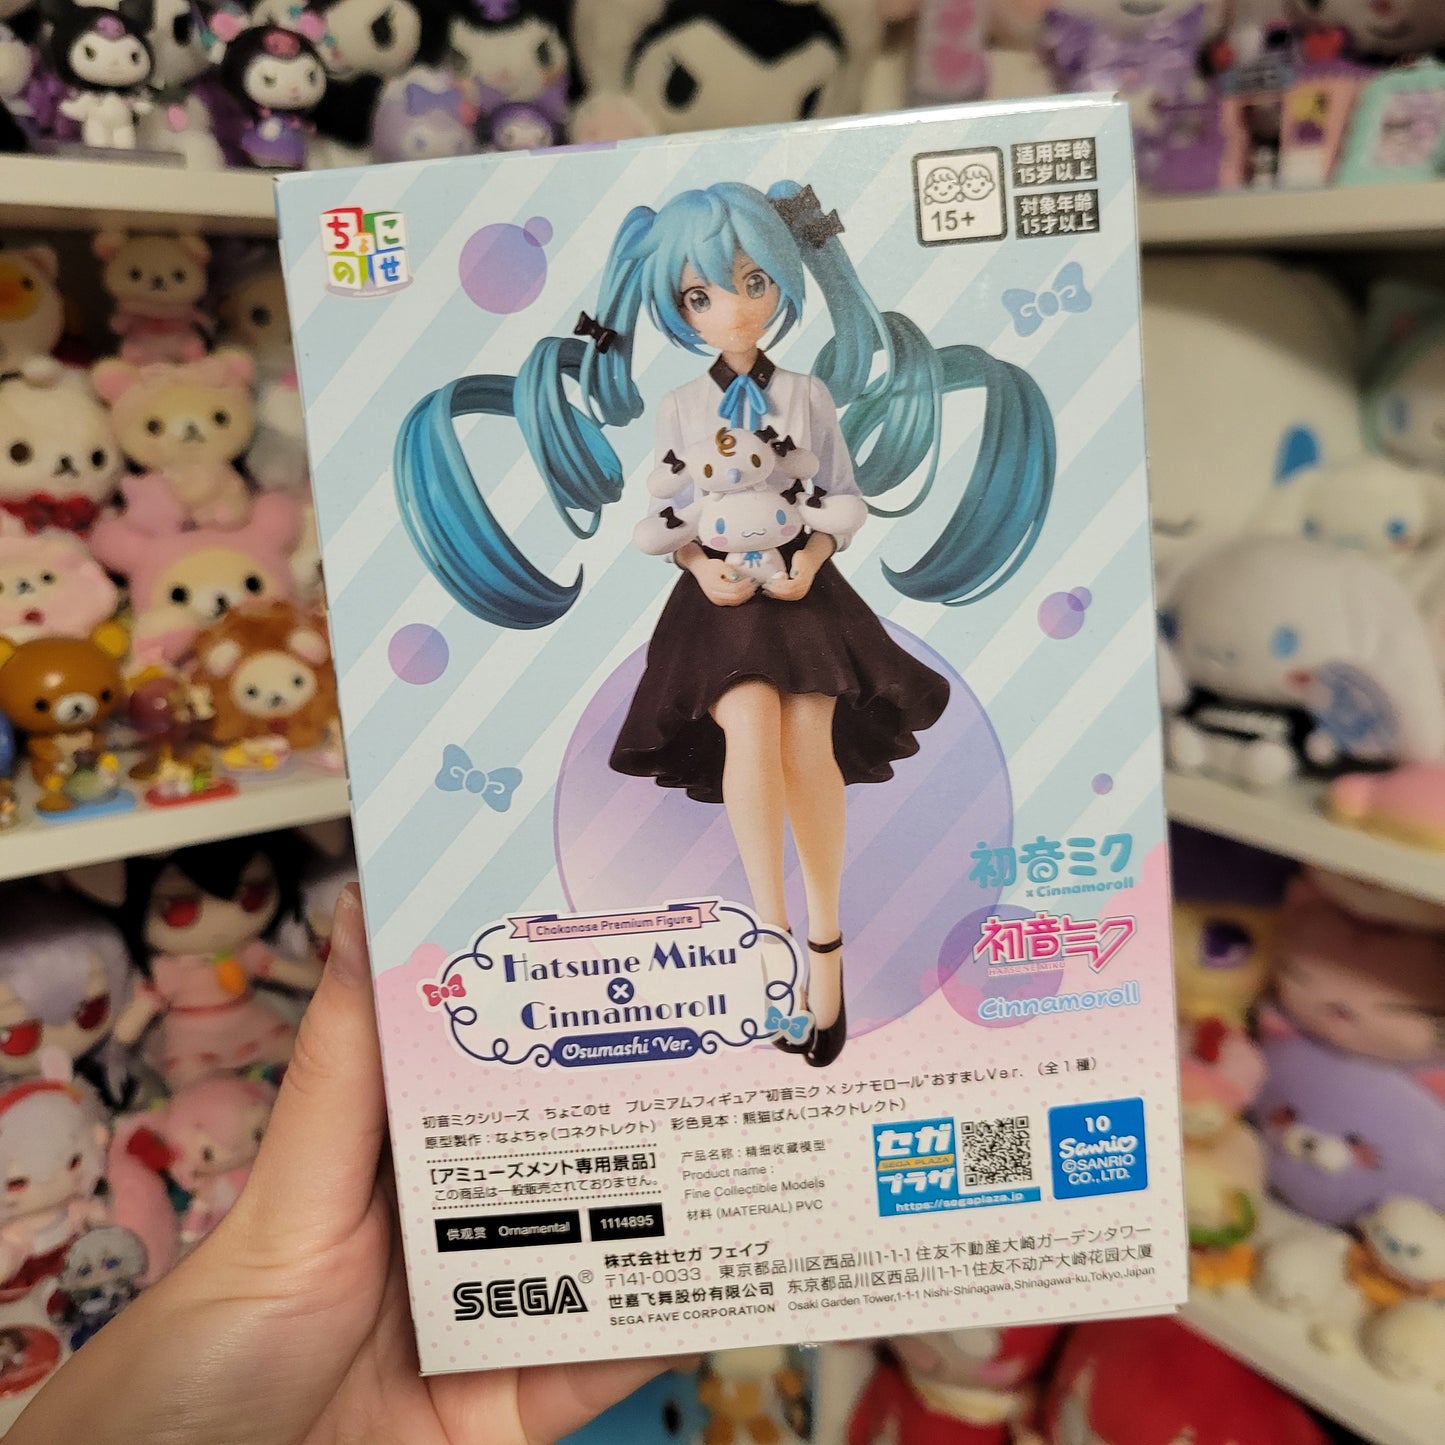 ちょこ
のせ
15+
适用年龄
15岁以上
対象年齢
15才以上
初音ミク
× Cinnamoroll
初音ミク
HATSUNE MIKU
Cinnamoroll
Chokonose Premium Figure
Hatsune Miku
×
Cinnamoroll
Osumashi Ver.
初音ミクシリーズ ちょこのせ プレミアムフィギュア"初音ミク×シナモロール"おすましVer. (全1種)
原型製作:なよちゃ(コネクトレクト) 彩色見本:熊猫ぱん(コネクトレクト)
[アミューズメント専用景品]
この商品は一般販売されておりません。
供观赏 Ornamental
1114895
产品名称:精细收藏模型
Product name:
Fine Collectible Models
材料(MATERIAL) PVC
セガ
SEGA PLAZA
プラザ
https://segaplaza.jp
10
Sanrio
©SANRIO
CO., LTD.
SEGA®
株式会社セガ フェイブ
〒141-0033 東京都品川区西品川1-1-1住友不動産大崎ガーデンタワー
世嘉飞舞股份有限公司 东京都品川区西品川1-1-1住友不动产大崎花园大厦
SEGA FAVE CORPORATION Osaki Garden Tower,1-1-1 Nishi-Shinagawa,Shinagawa-ku,Tokyo,Japan